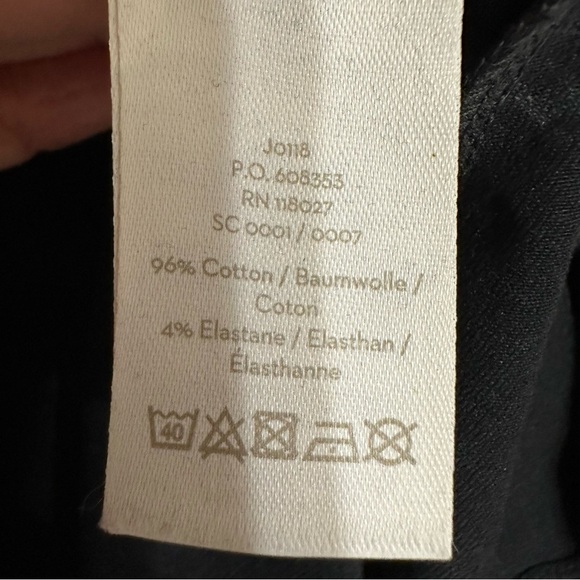 J0118
P.O. 608353
RN 118027
SC 0001 / 0007
96% Cotton / Baumwolle /
Coton
4% Elastane / Elasthan /
Élasthanne
40